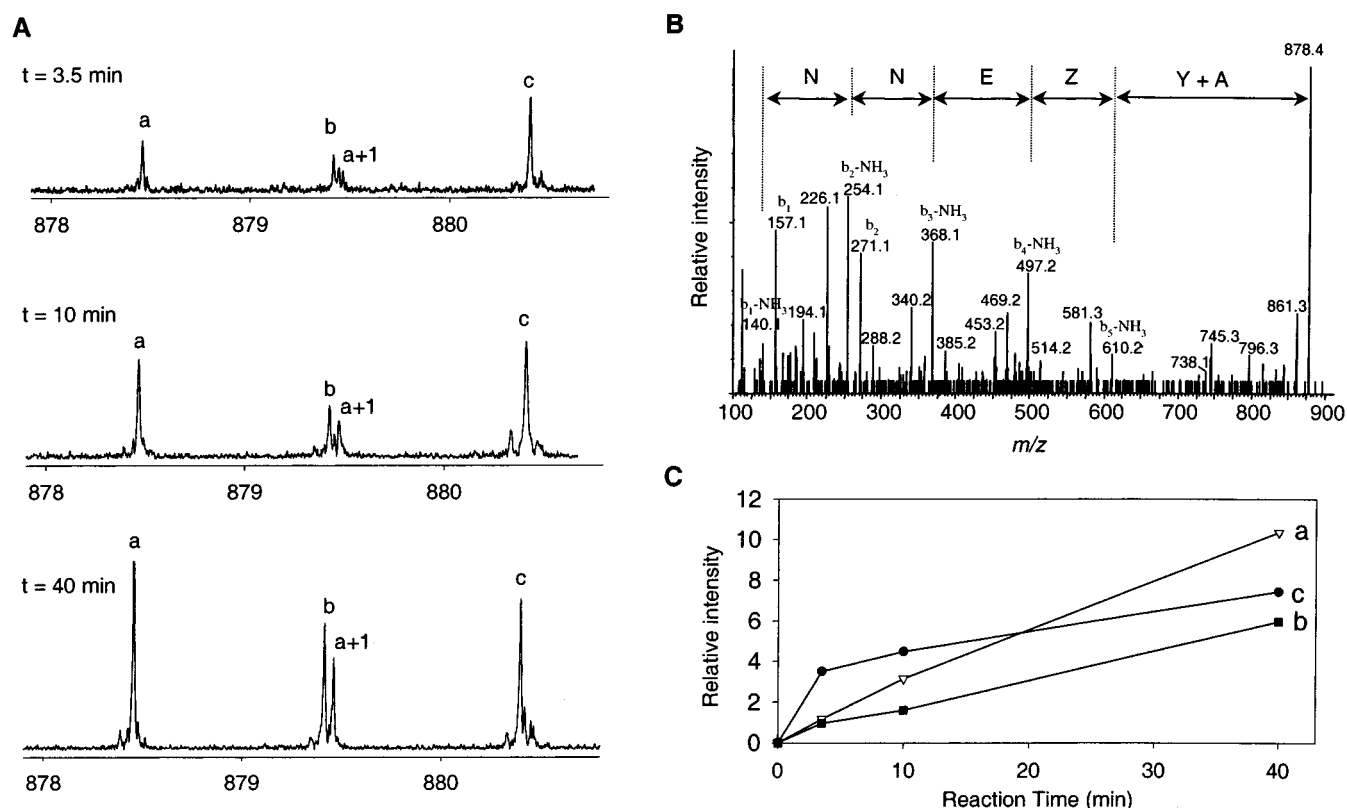 A
t = 3.5 min
a
b
a+1
c
878
879
880
t = 10 min
a
b
a+1
c
878
879
880
t = 40 min
a
b
a+1
c
878
879
880
B
Relative intensity
878.4
N
N
E
Z
Y + A
b1-NH3
140.1
b1
157.1
194.1
226.1
b2-NH3
254.1
b2
271.1
288.2
340.2
b3-NH3
368.1
385.2
453.2
469.2
b4-NH3
497.2
514.2
581.3
b5-NH3
610.2
738.1
745.3
796.3
861.3
100 200 300 400 500 600 700 800 900
m/z
C
Relative intensity
12
10
8
6
4
2
0
a
c
b
0 10 20 30 40
Reaction Time (min)